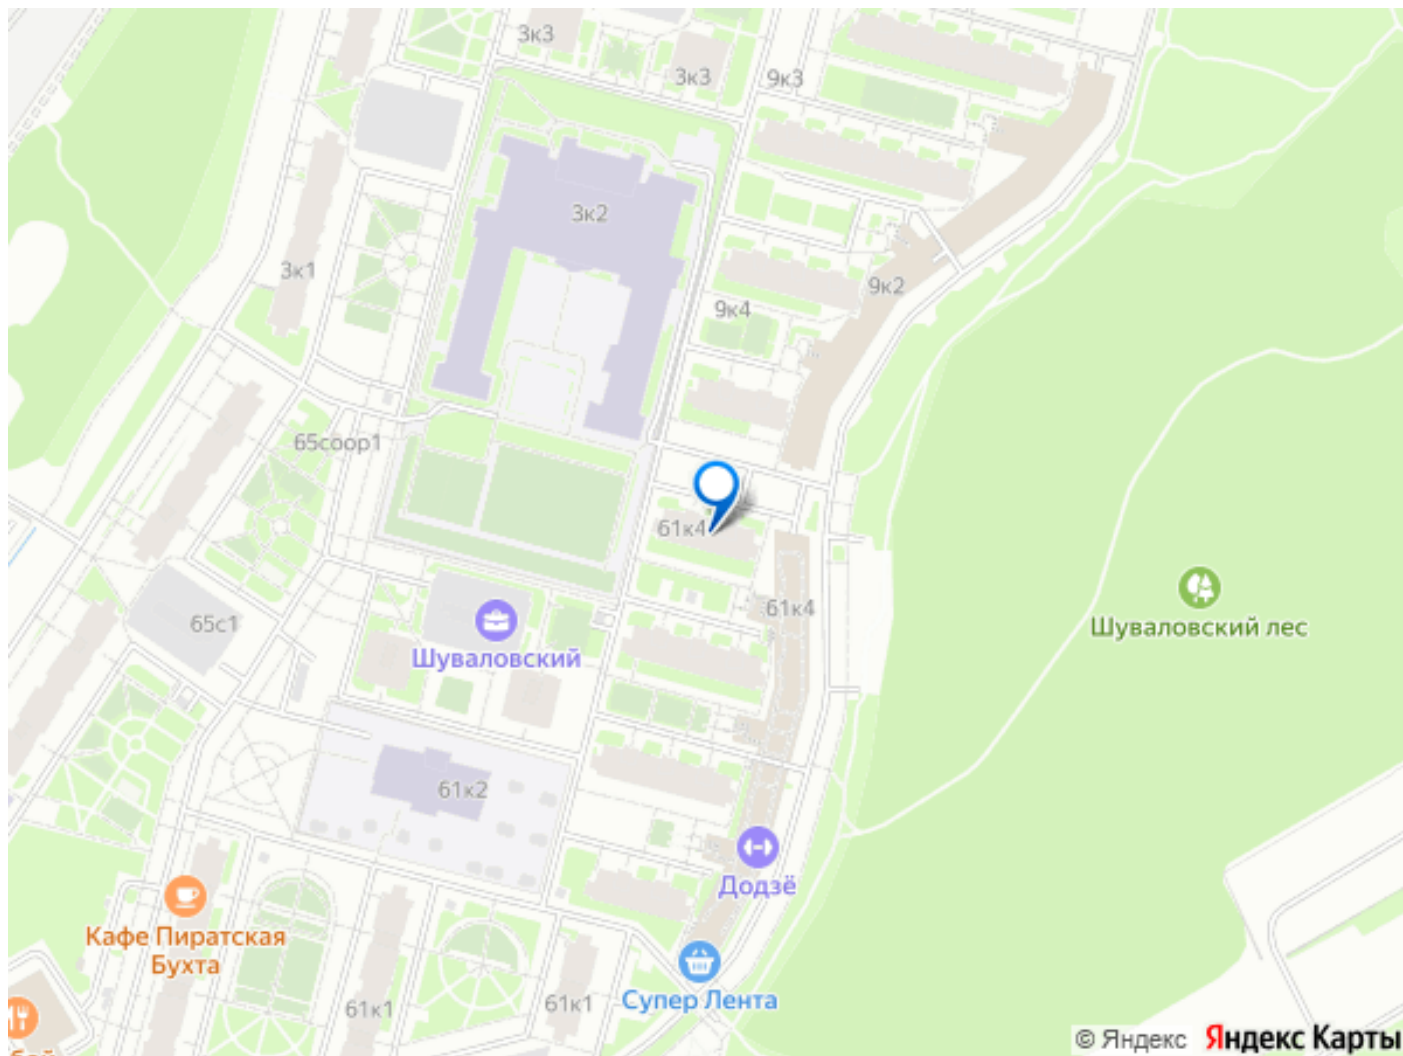 3к3
3к3
9к3
3к2
3к1
9к2
9к4
65соор1
61к4
Шуваловский лес
61к4
65с1
Шуваловский
61к2
Додзё
Кафе Пиратская
Бухта
Супер Лента
61к1
61к1
© Яндекс Яндекс Карты